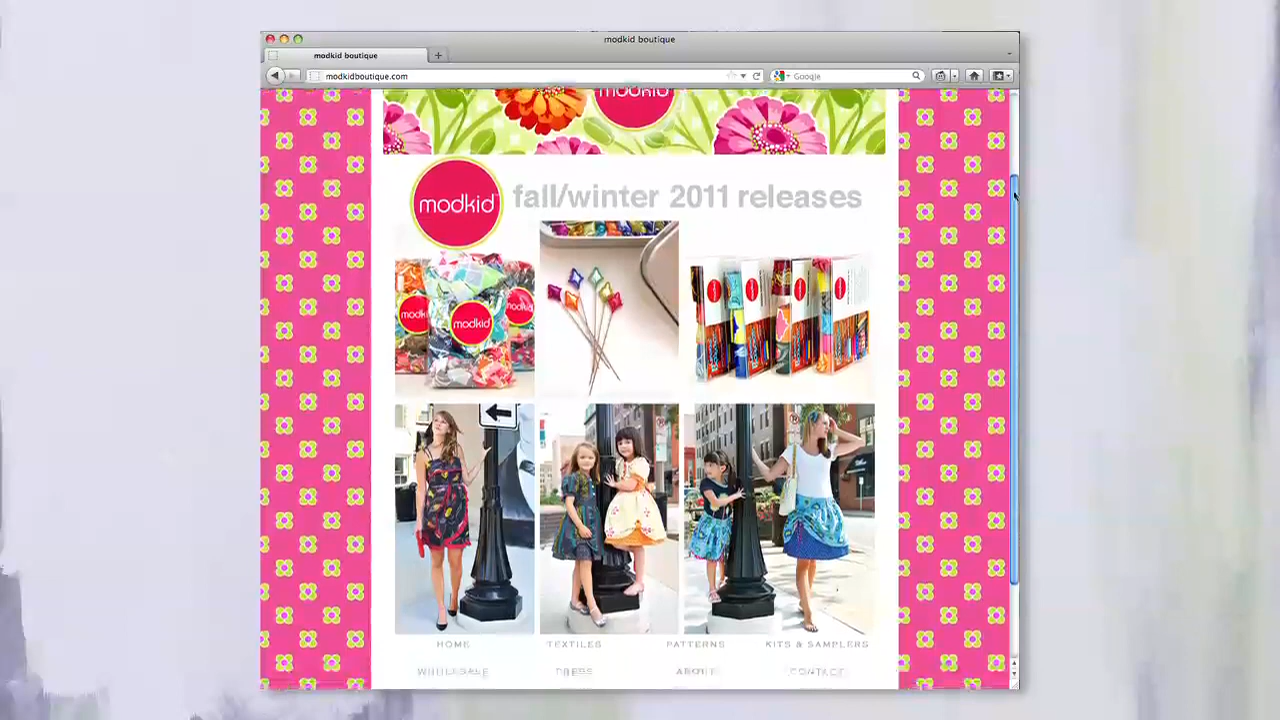 modkid boutique
modkid boutique
modkidboutique.com
Google
modkid
modkid
fall/winter 2011 releases
modkid
modkid
modkid
HOME TEXTILES PATTERNS KITS & SAMPLERS
WHOLESALE PRESS ABOUT CONTACT